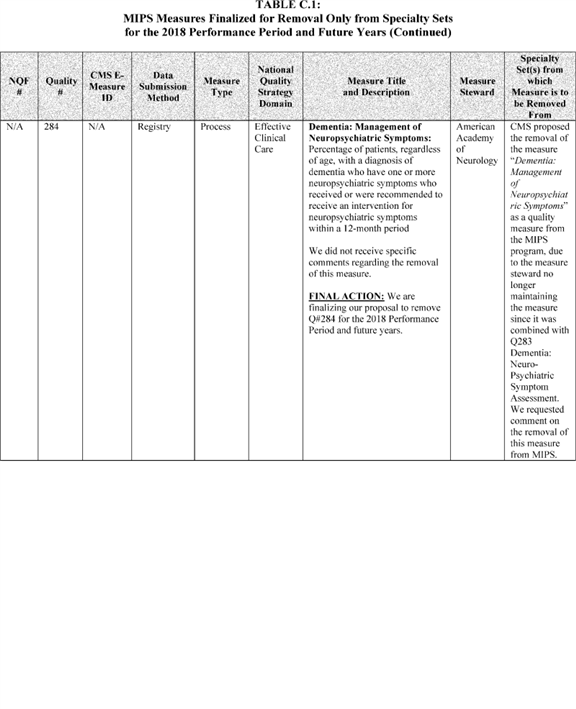 TABLE C.1:
MIPS Measures Finalized for Removal Only from Specialty Sets
for the 2018 Performance Period and Future Years (Continued)
NQF
#
Quality
#
CMS E-
Measure
ID
Data
Submission
Method
Measure
Type
National
Quality
Strategy
Domain
Measure Title
and Description
Measure
Steward
Specialty
Set(s) from
which
Measure is to
be Removed
From
N/A
284
N/A
Registry
Process
Effective
Clinical
Care
Dementia: Management of
Neuropsychiatric Symptoms:
Percentage of patients, regardless
of age, with a diagnosis of
dementia who have one or more
neuropsychiatric symptoms who
received or were recommended to
receive an intervention for
neuropsychiatric symptoms
within a 12-month period
We did not receive specific
comments regarding the removal
of this measure.
FINAL ACTION: We are
finalizing our proposal to remove
Q#284 for the 2018 Performance
Period and future years.
American
Academy
of
Neurology
CMS proposed
the removal of
the measure
"Dementia:
Management
of
Neuropsychiat
ric Symptoms"
as a quality
measure from
the MIPS
program, due
to the measure
steward no
longer
maintaining
the measure
since it was
combined with
Q283
Dementia:
Neuro-
Psychiatric
Symptom
Assessment.
We requested
comment on
the removal of
this measure
from MIPS.